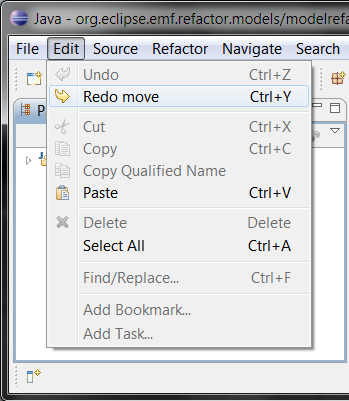 Java - org.eclipse.emf.refactor.models/modelref
File Edit Source Refactor Navigate Search
Undo Ctrl+Z
Redo move Ctrl+Y
Cut Ctrl+X
Copy Ctrl+C
Copy Qualified Name
Paste Ctrl+V
Delete Delete
Select All Ctrl+A
Find/Replace... Ctrl+F
Add Bookmark...
Add Task...